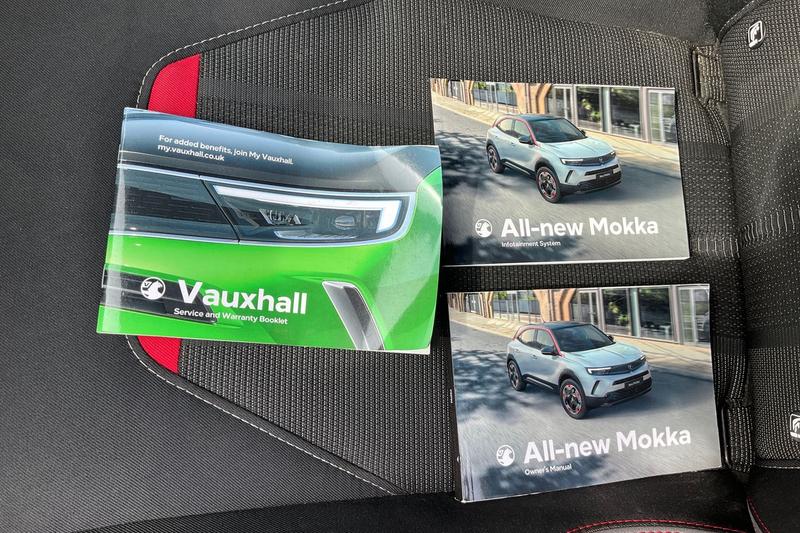 For added benefits, join My Vauxhall.
my.vauxhall.co.uk
Vauxhall
Service and Warranty Booklet
All-new Mokka
Infotainment System
All-new Mokka
Owner's Manual